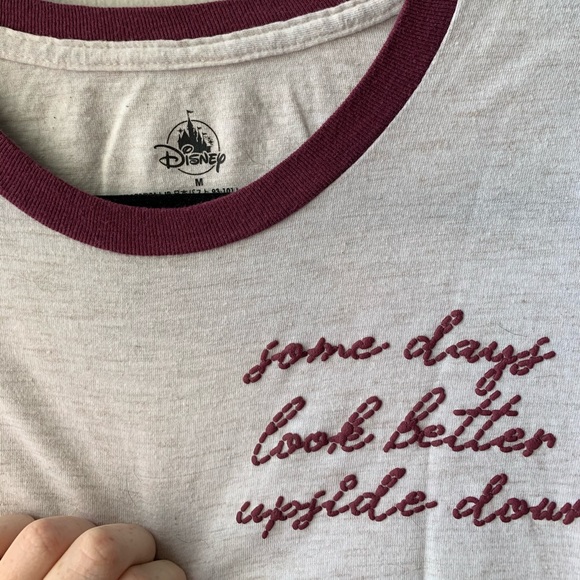 Disney
M
some days
look better
upside down